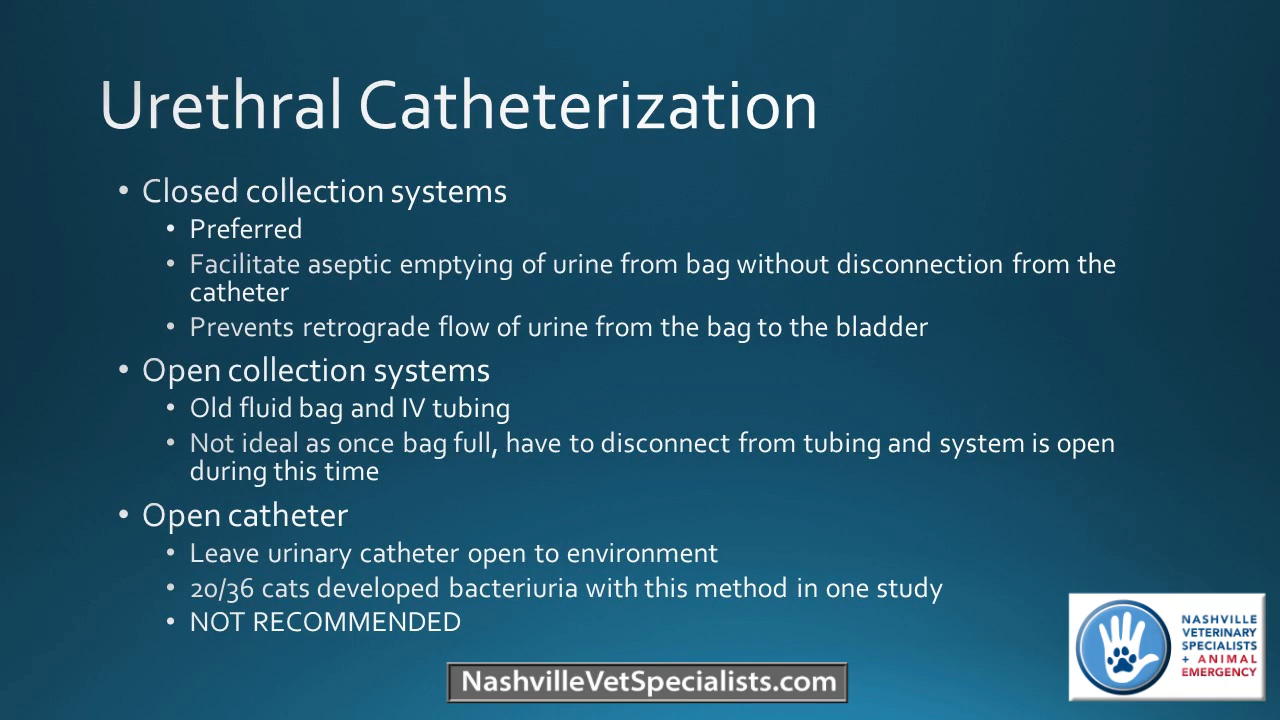 Urethral Catheterization
• Closed collection systems
• Preferred
• Facilitate aseptic emptying of urine from bag without disconnection from the
catheter
• Prevents retrograde flow of urine from the bag to the bladder
• Open collection systems
• Old fluid bag and IV tubing
• Not ideal as once bag full, have to disconnect from tubing and system is open
during this time
• Open catheter
• Leave urinary catheter open to environment
• 20/36 cats developed bacteriuria with this method in one study
• NOT RECOMMENDED
NASHVILLE
VETERINARY
SPECIALISTS
+ ANIMAL
EMERGENCY
NashvilleVetSpecialists.com